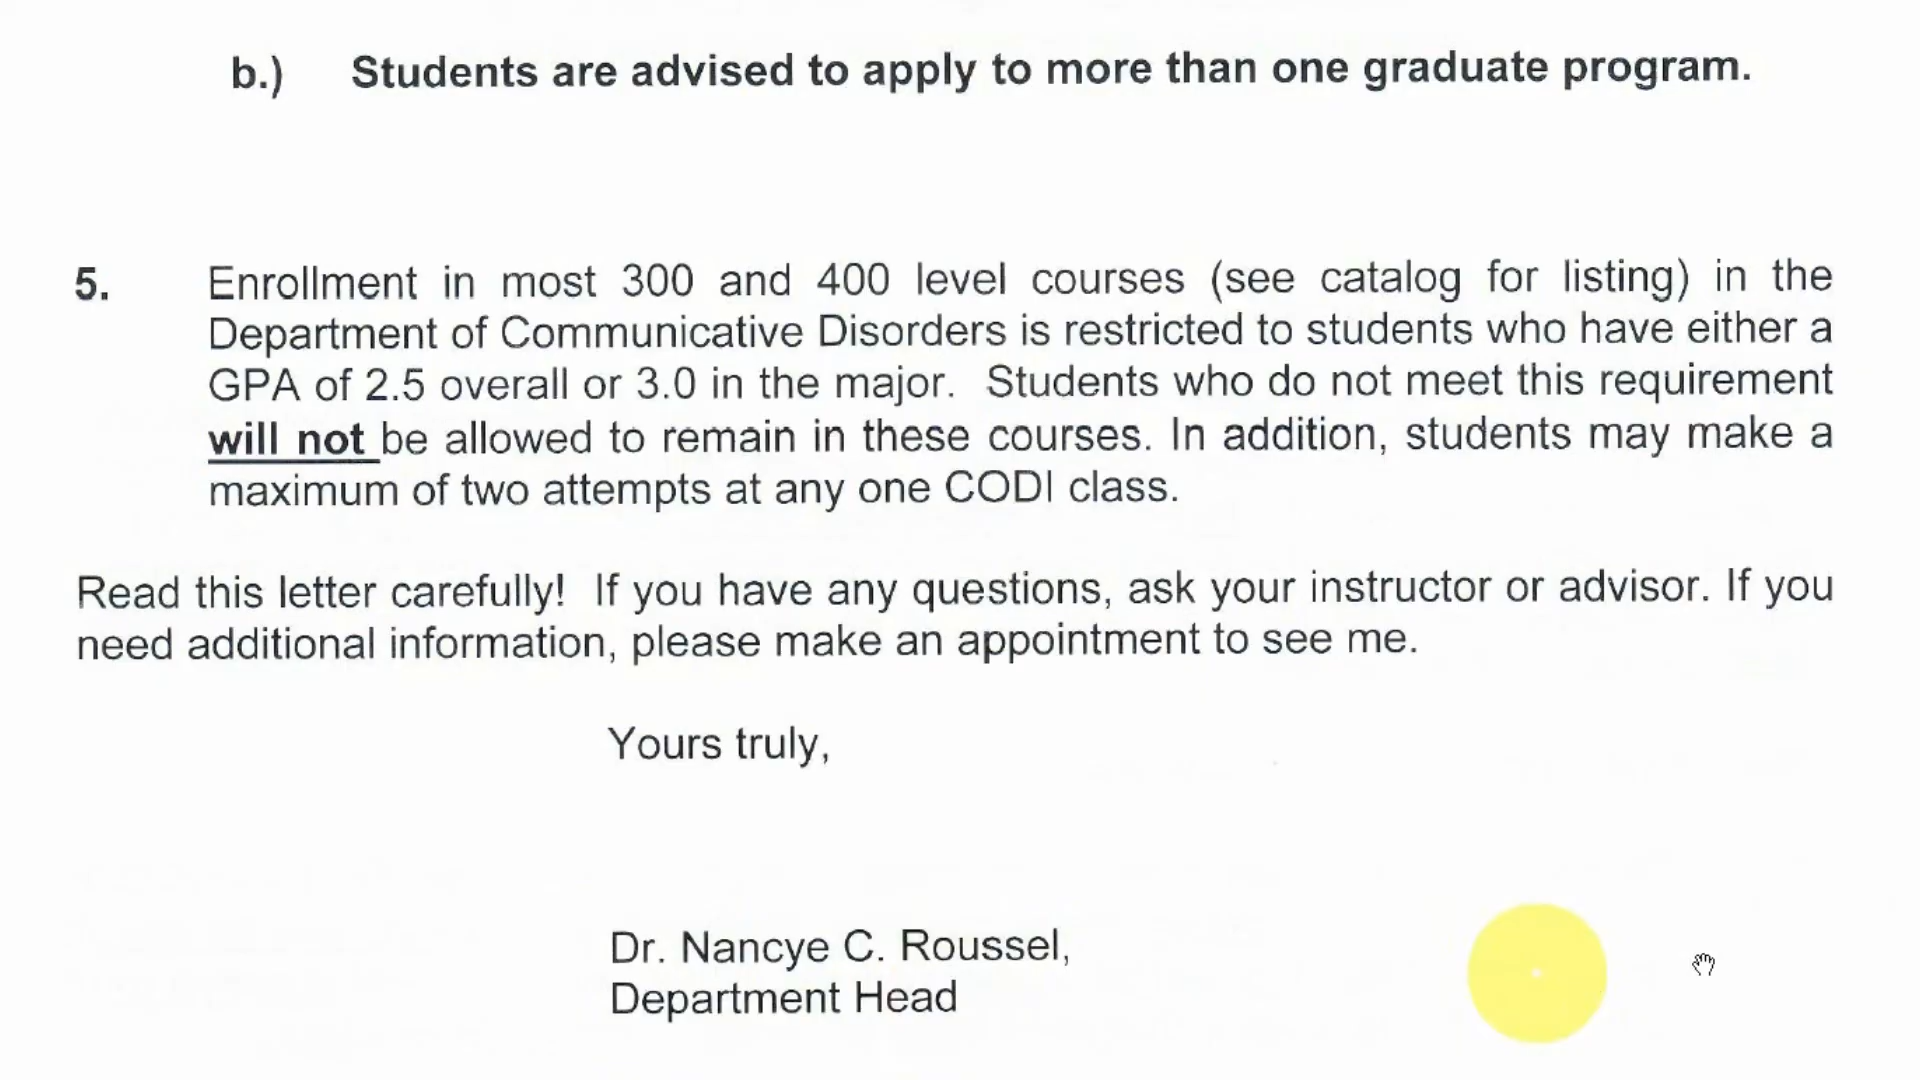 b.) Students are advised to apply to more than one graduate program.
5. Enrollment in most 300 and 400 level courses (see catalog for listing) in the
Department of Communicative Disorders is restricted to students who have either a
GPA of 2.5 overall or 3.0 in the major. Students who do not meet this requirement
will not be allowed to remain in these courses. In addition, students may make a
maximum of two attempts at any one CODI class.
Read this letter carefully! If you have any questions, ask your instructor or advisor. If you
need additional information, please make an appointment to see me.
Yours truly,
Dr. Nancye C. Roussel,
Department Head